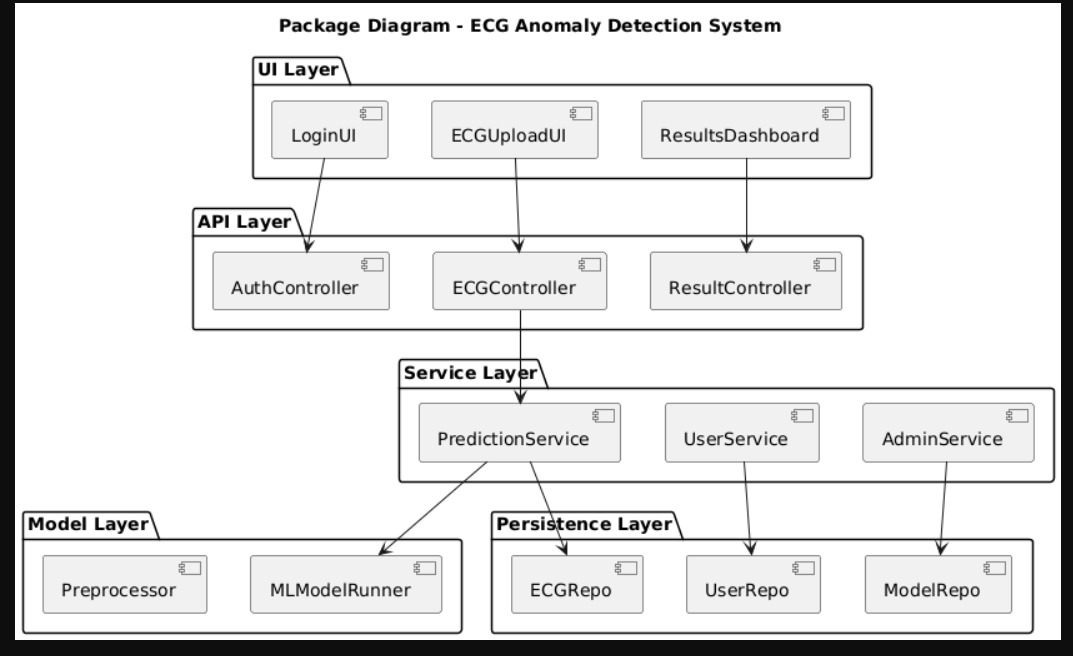 Package Diagram - ECG Anomaly Detection System
UI Layer
LoginUI
ECGUploadUI
ResultsDashboard
API Layer
AuthController
ECGController
ResultController
Service Layer
PredictionService
UserService
AdminService
Model Layer
Preprocessor
MLModelRunner
Persistence Layer
ECGRepo
UserRepo
ModelRepo